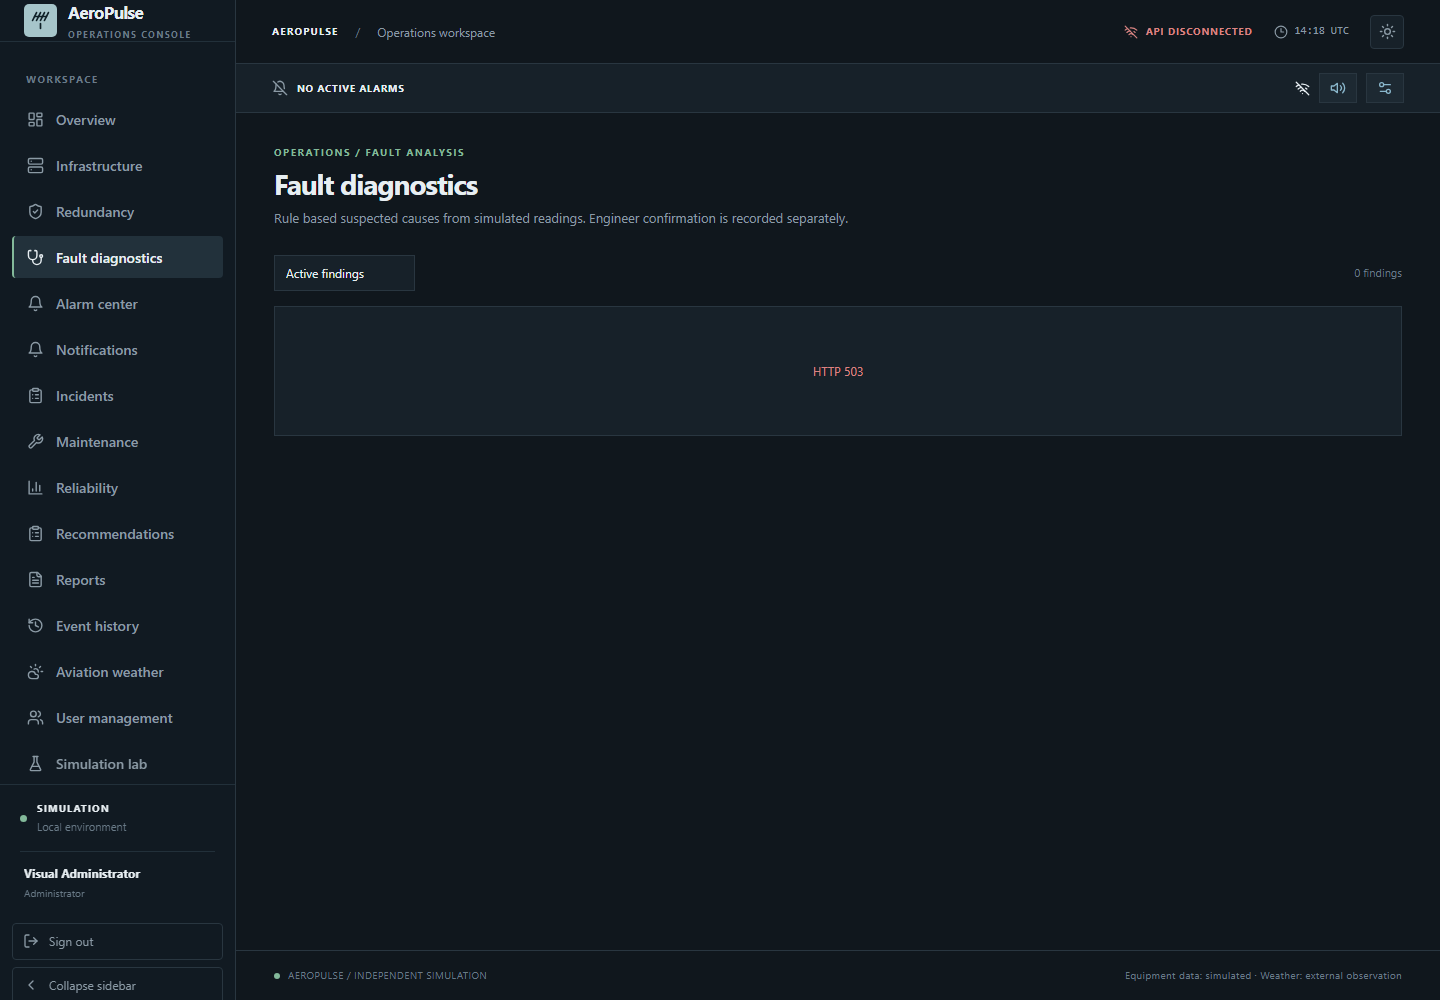 AeroPulse
OPERATIONS CONSOLE
WORKSPACE
Overview
Infrastructure
Redundancy
Fault diagnostics
Alarm center
Notifications
Incidents
Maintenance
Reliability
Recommendations
Reports
Event history
Aviation weather
User management
Simulation lab
SIMULATION
Local environment
Visual Administrator
Administrator
Sign out
Collapse sidebar
AEROPULSE / Operations workspace
API DISCONNECTED
14:18 UTC
NO ACTIVE ALARMS
OPERATIONS / FAULT ANALYSIS
Fault diagnostics
Rule based suspected causes from simulated readings. Engineer confirmation is recorded separately.
Active findings
0 findings
HTTP 503
AEROPULSE / INDEPENDENT SIMULATION
Equipment data: simulated · Weather: external observation